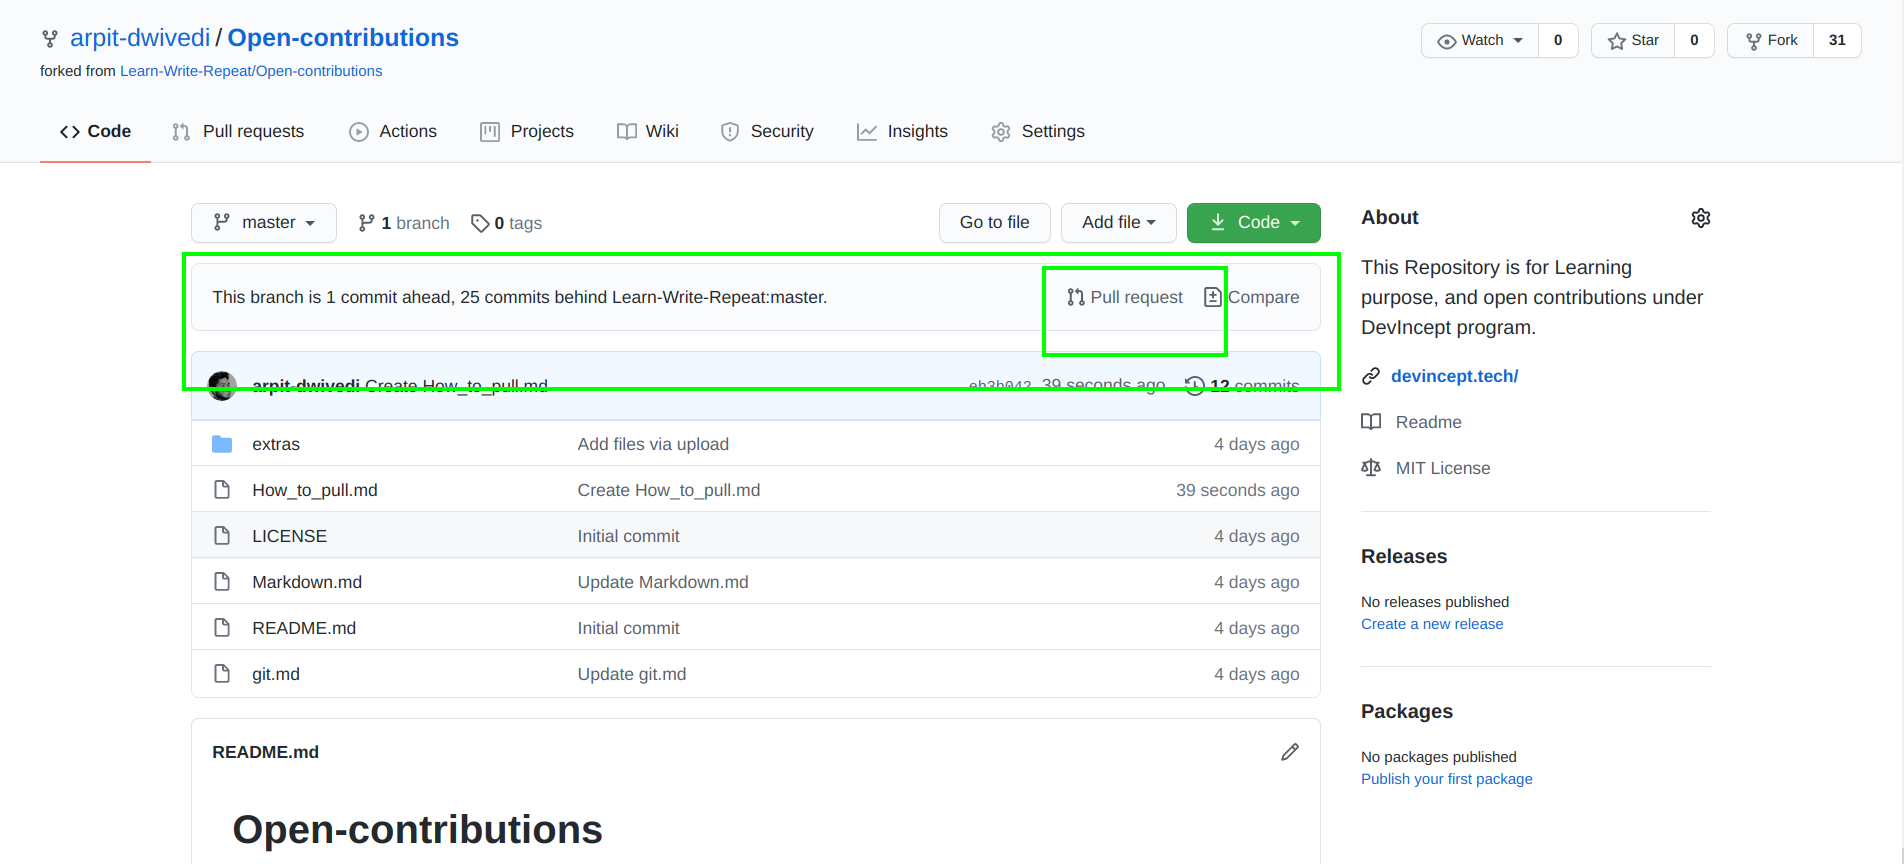 arpit-dwivedi / Open-contributions
forked from Learn-Write-Repeat/Open-contributions
Watch 0 Star 0 Fork 31
Code Pull requests Actions Projects Wiki Security Insights Settings
master 1 branch 0 tags Go to file Add file Code
This branch is 1 commit ahead, 25 commits behind Learn-Write-Repeat:master. Pull request Compare
arpit-dwivedi Create How_to_pull.md eb3b042 39 seconds ago 12 commits
extras Add files via upload 4 days ago
How_to_pull.md Create How_to_pull.md 39 seconds ago
LICENSE Initial commit 4 days ago
Markdown.md Update Markdown.md 4 days ago
README.md Initial commit 4 days ago
git.md Update git.md 4 days ago
README.md
Open-contributions
About
This Repository is for Learning
purpose, and open contributions under
DevIncept program.
devincept.tech/
Readme
MIT License
Releases
No releases published
Create a new release
Packages
No packages published
Publish your first package